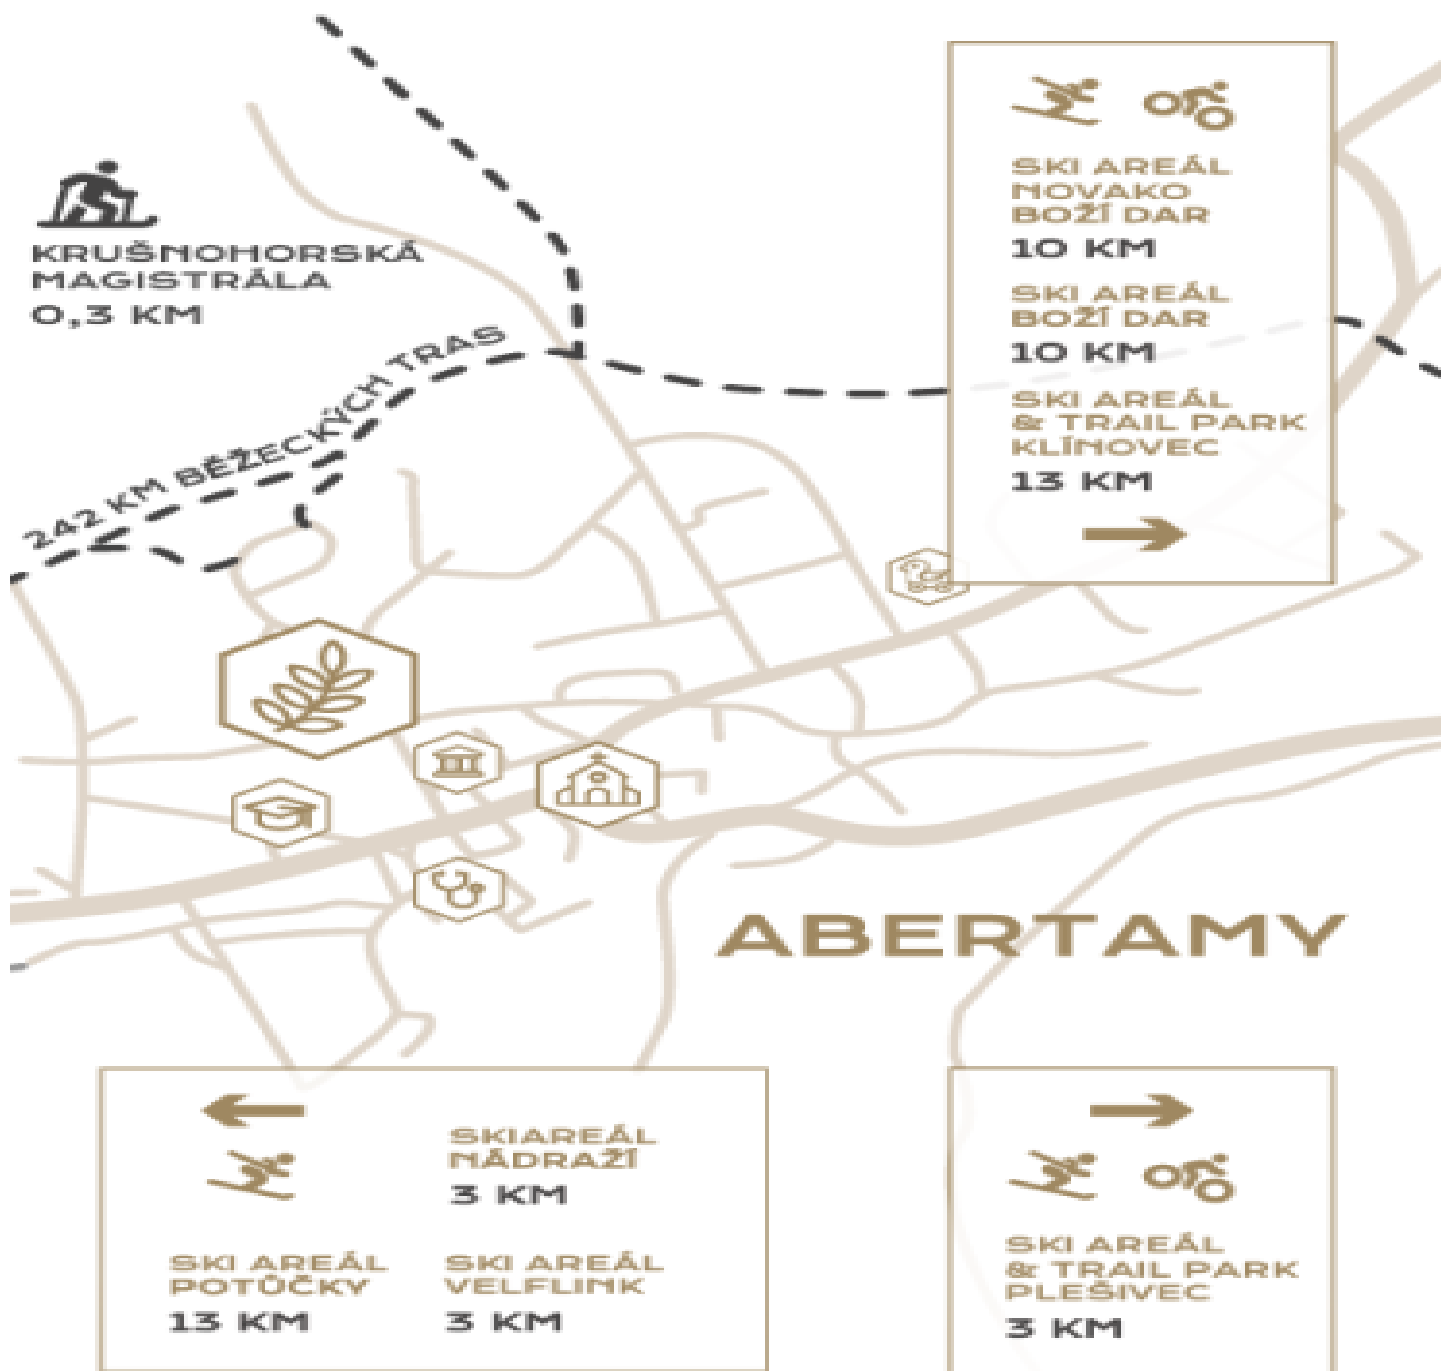 SKI AREÁL
NOVAKO
BOŽÍ DAR
10 KM
SKI AREÁL
BOŽÍ DAR
10 KM
SKI AREÁL
& TRAIL PARK
KLÍNOVEC
13 KM
KRUŠNOHORSKÁ
MAGISTRÁLA
0,3 KM
242 KM BĚŽECKÝCH TRAS
ABERTAMY
SKIAREÁL
NÁDRAŽÍ
3 KM
SKI AREÁL
POTŮČKY
13 KM
SKI AREÁL
VELFLINK
3 KM
SKI AREÁL
& TRAIL PARK
PLEŠIVEC
3 KM